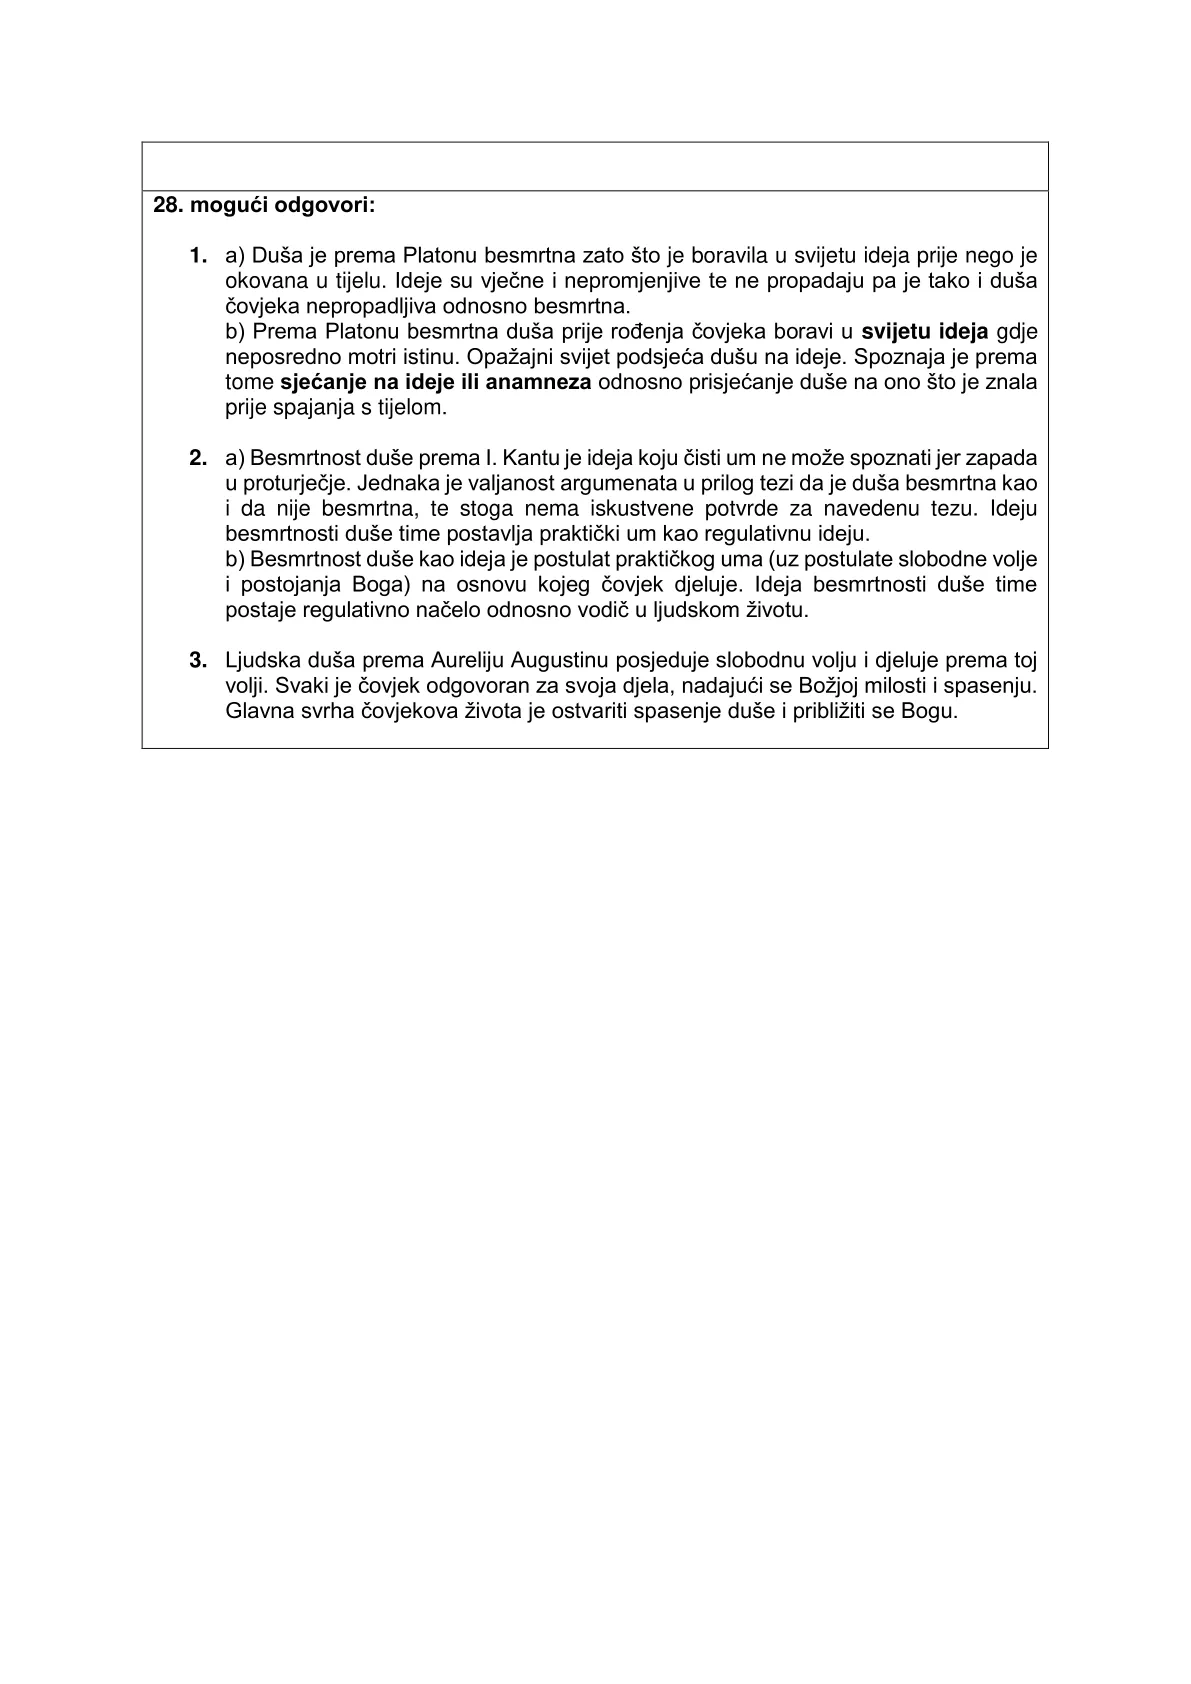 28. mogući odgovori:
1. a) Duša je prema Platonu besmrtna zato što je boravila u svijetu ideja prije nego je
okovana u tijelu. Ideje su vječne i nepromjenjive te ne propadaju pa je tako i duša
čovjeka nepropadljiva odnosno besmrtna.
b) Prema Platonu besmrtna duša prije rođenja čovjeka boravi u svijetu ideja gdje
neposredno motri istinu. Opažajni svijet podsjeća dušu na ideje. Spoznaja je prema
tome sjećanje na ideje ili anamneza odnosno prisjećanje duše na ono što je znala
prije spajanja s tijelom.
2. a) Besmrtnost duše prema I. Kantu je ideja koju čisti um ne može spoznati jer zapada
u proturječje. Jednaka je valjanost argumenata u prilog tezi da je duša besmrtna kao
i da nije besmrtna, te stoga nema iskustvene potvrde za navedenu tezu. Ideju
besmrtnosti duše time postavlja praktički um kao regulativnu ideju.
b) Besmrtnost duše kao ideja je postulat praktičkog uma (uz postulate slobodne volje
i postojanja Boga) na osnovu kojeg čovjek djeluje. Ideja besmrtnosti duše time
postaje regulativno načelo odnosno vodič u ljudskom životu.
3. Ljudska duša prema Aureliju Augustinu posjeduje slobodnu volju i djeluje prema toj
volji. Svaki je čovjek odgovoran za svoja djela, nadajući se Božjoj milosti i spasenju.
Glavna svrha čovjekova života je ostvariti spasenje duše i približiti se Bogu.